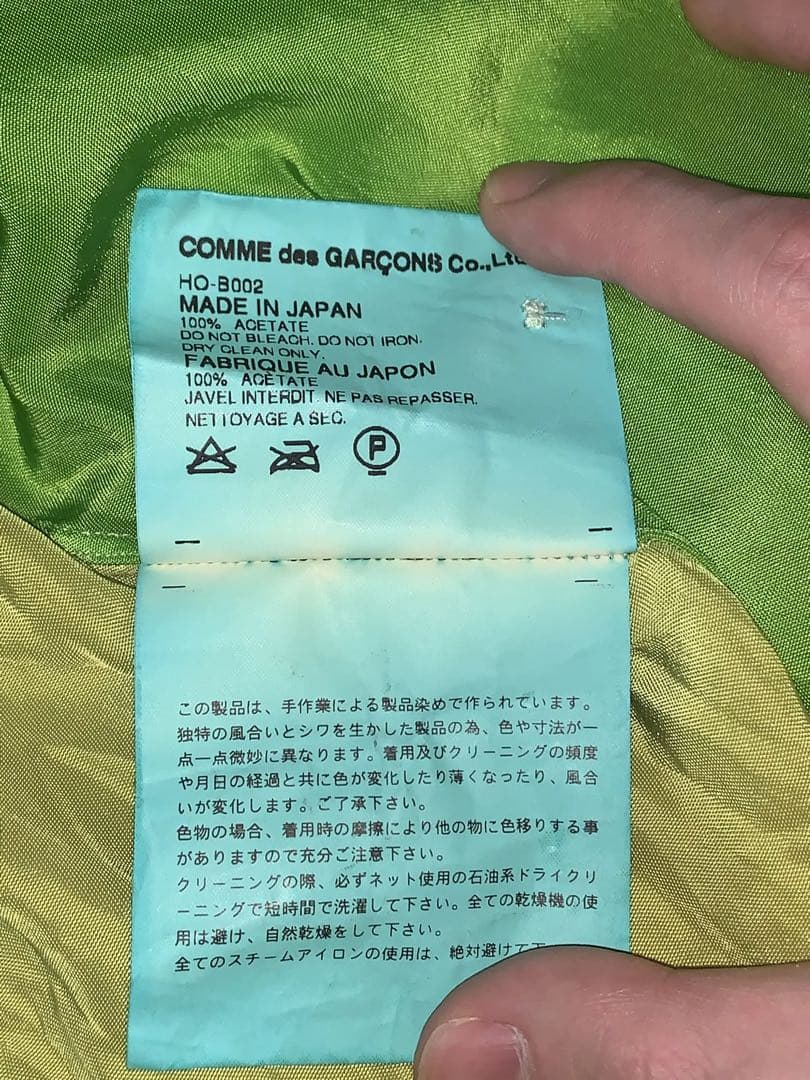 COMME des GARÇONS Co.,Ltd
HO-B002
MADE IN JAPAN
100% ACETATE
DO NOT BLEACH. DO NOT IRON.
DRY CLEAN ONLY.
FABRIQUE AU JAPON
100% ACETATE
JAVEL INTERDIT. NE PAS REPASSER.
NETTOYAGE A SEC.
P
この製品は、手作業による製品染めで作られています。
独特の風合いとシワを生かした製品の為、色や寸法が一
点一点微妙に異なります。着用及びクリーニングの頻度
や月日の経過と共に色が変化したり薄くなったり、風合
いが変化します。ご了承下さい。
色物の場合、着用時の摩擦により他の物に色移りする事
がありますので充分ご注意下さい。
クリーニングの際、必ずネット使用の石油系ドライクリ
ーニングで短時間で洗濯して下さい。全ての乾燥機の使
用は避け、自然乾燥をして下さい。
全てのスチームアイロンの使用は、絶対避けて